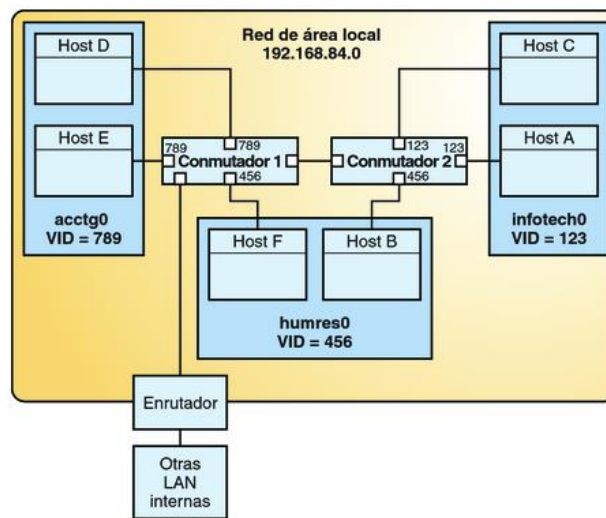 Red de área local
192.168.84.0
Host D
Host C
Host E
Host A
789
789
Conmutador 1
456
123
123
Conmutador 2
456
acctg0
VID = 789
infotech0
VID = 123
Host F
Host B
humres0
VID = 456
Enrutador
Otras
LAN
internas